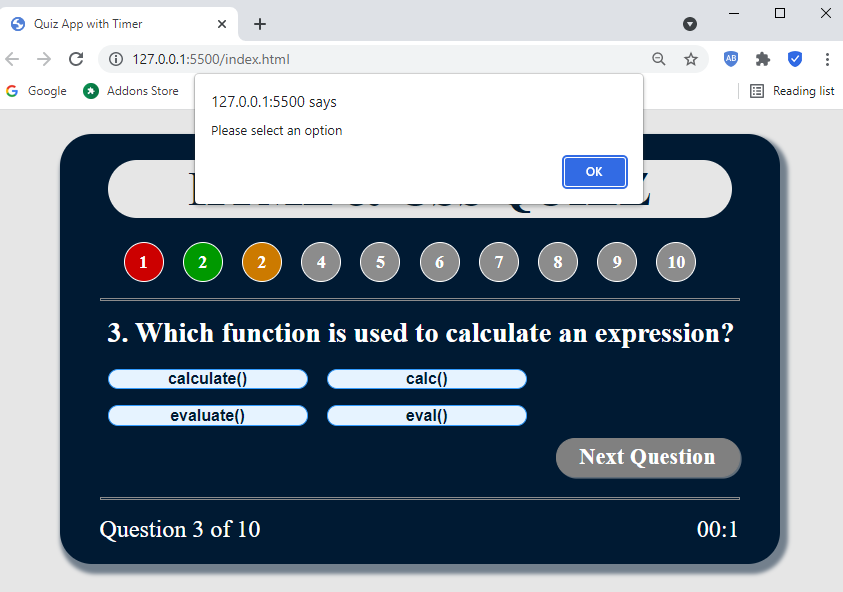 Quiz App with Timer
127.0.0.1:5500/index.html
AB
Google
Addons Store
Reading list
127.0.0.1:5500 says
Please select an option
OK
1 2 2 4 5 6 7 8 9 10
3. Which function is used to calculate an expression?
calculate() calc()
evaluate() eval()
Next Question
Question 3 of 10
00:1